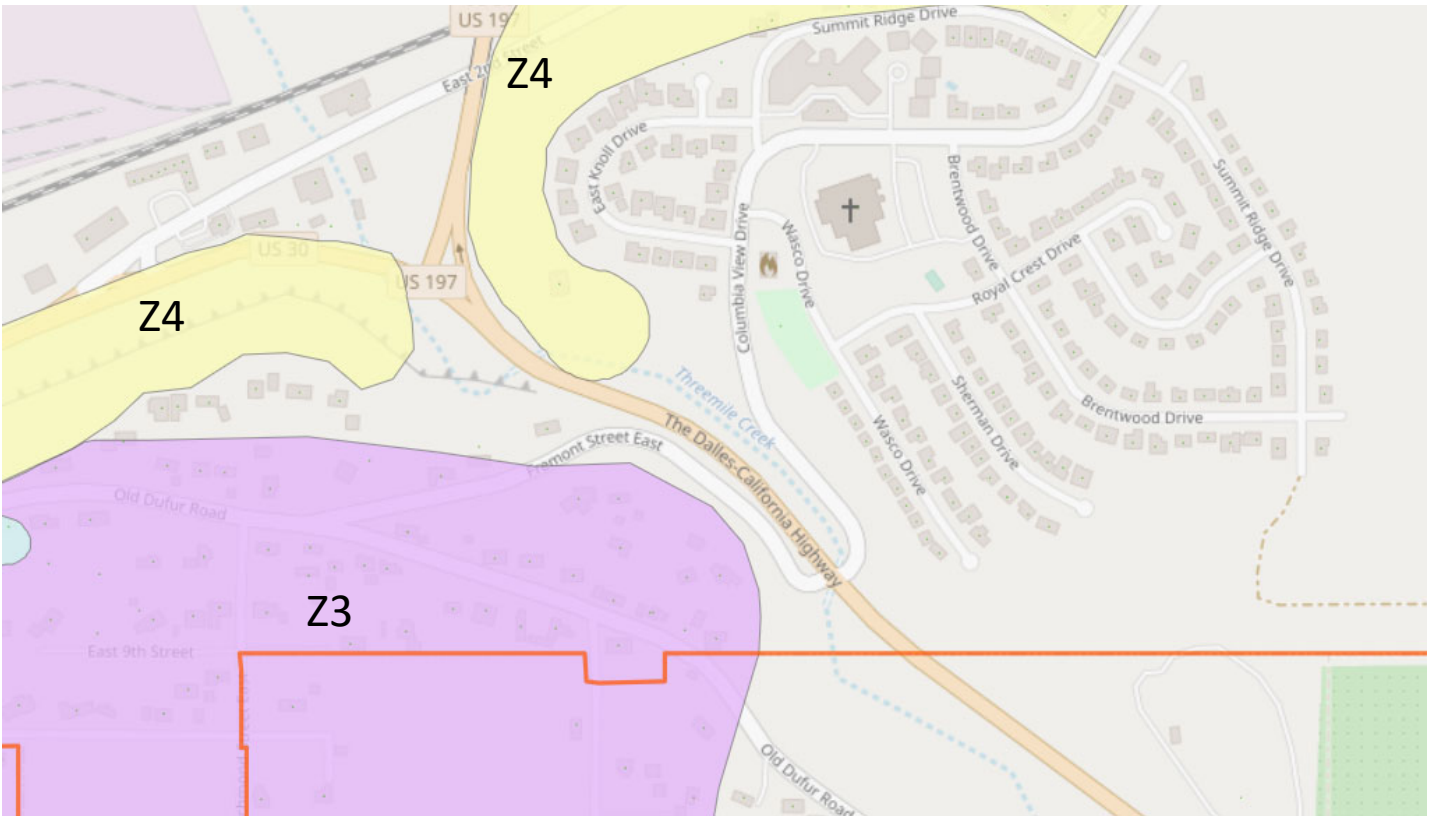 US 197
Summit Ridge Drive
East 2nd Street
Z4
East Knoll Drive
Brentwood Drive
Summit Ridge Drive
Columbia View Drive
Wasco Drive
Royal Crest Drive
US 30
US 197
Z4
Threemile Creek
Sherman Drive
Brentwood Drive
The Dalles-California Highway
Wasco Drive
Fremont Street East
Old Dufur Road
Z3
East 9th Street
Old Dufur Road